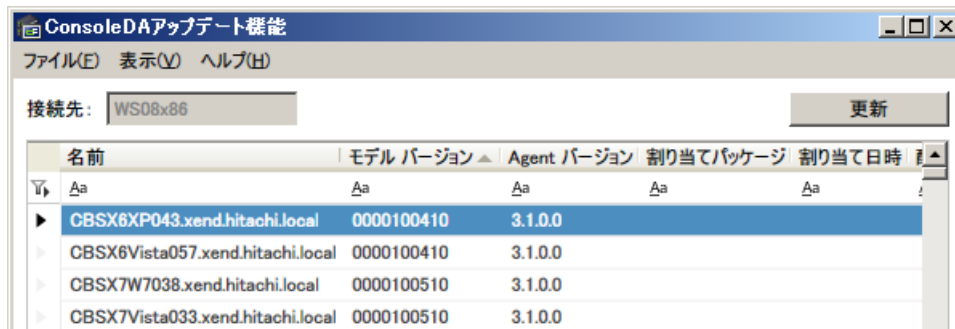 ConsoleDAアップデート機能
ファイル(F) 表示(V) ヘルプ(H)
接続先: WS08x86 更新
名前 モデル バージョン Agent バージョン 割り当てパッケージ 割り当て日時
Aa Aa Aa Aa Aa
CBSX6XP043.xend.hitachi.local 0000100410 3.1.0.0
CBSX6Vista057.xend.hitachi.local 0000100410 3.1.0.0
CBSX7W7038.xend.hitachi.local 0000100510 3.1.0.0
CBSX7Vista033.xend.hitachi.local 0000100510 3.1.0.0